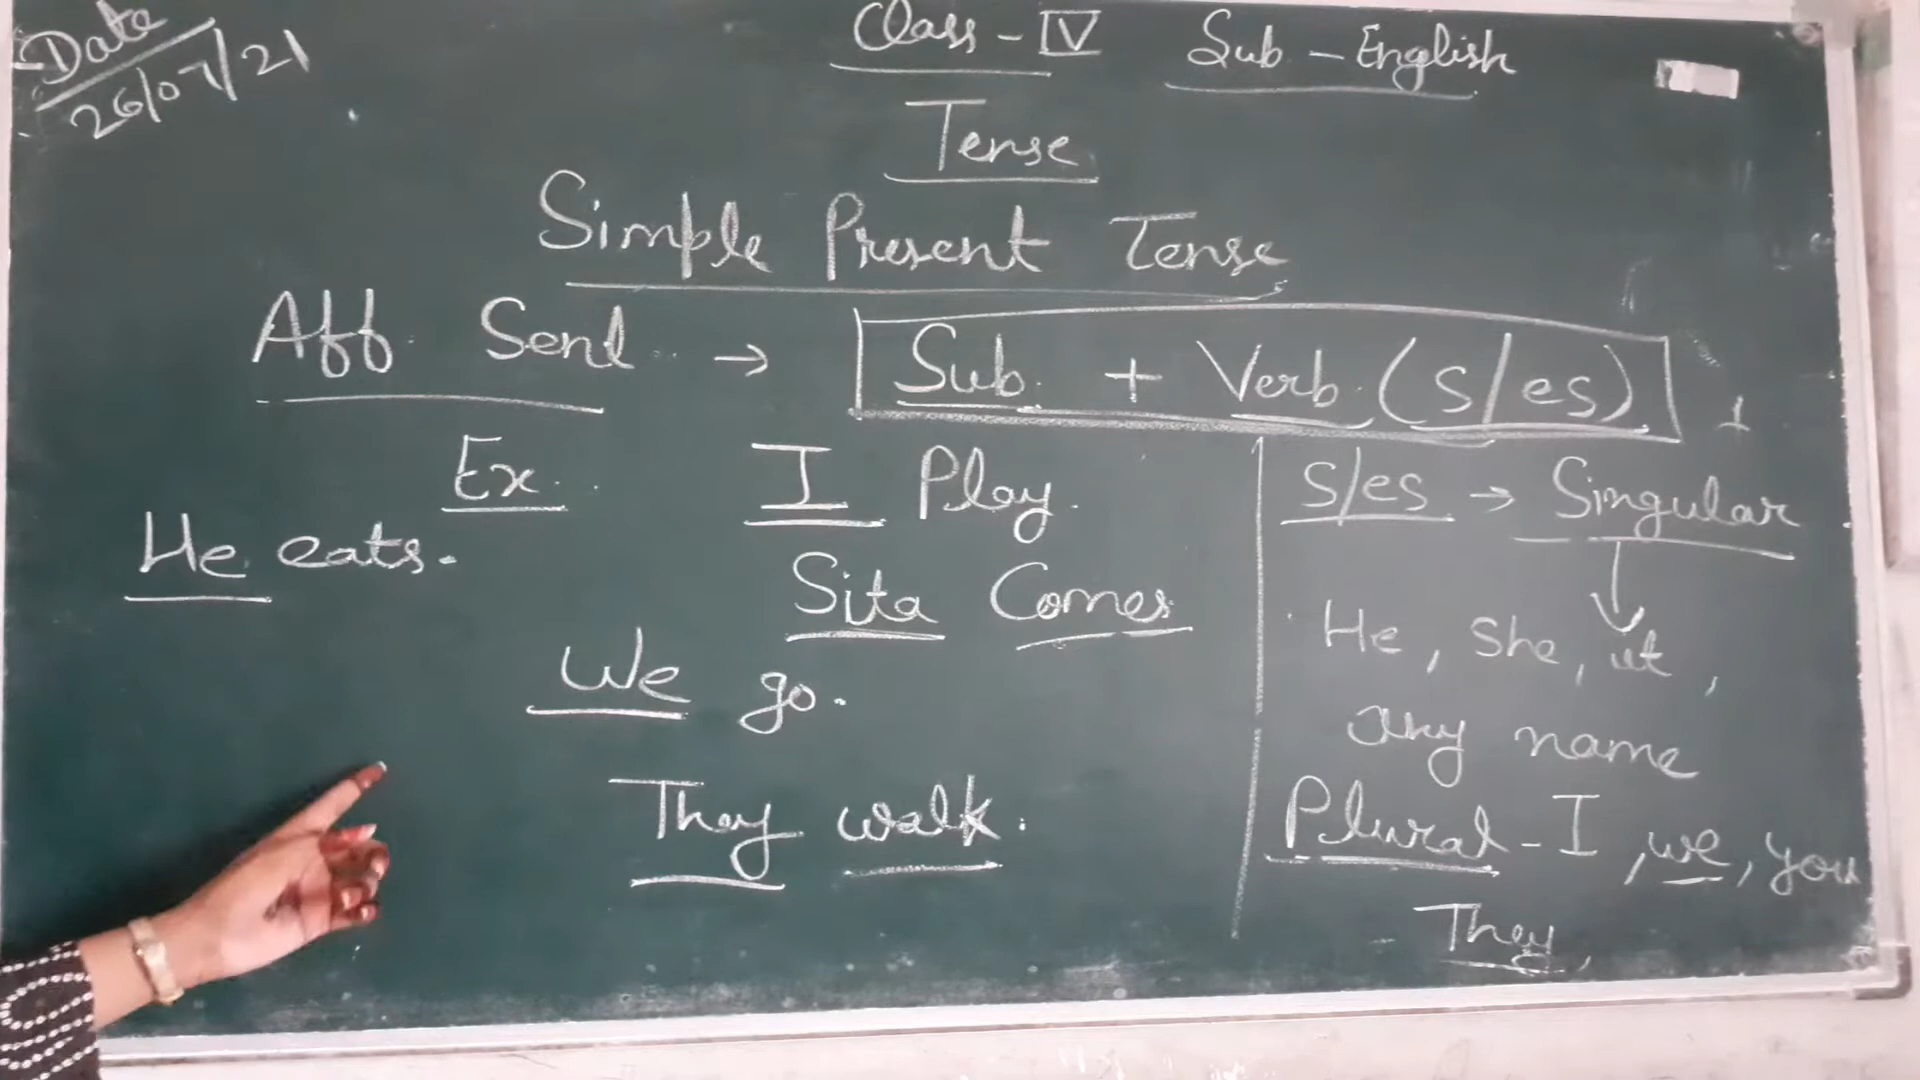 Date
26/07/21
Class - IV Sub - English
Tense
Simple Present Tense
Aff. Sent. → Sub. + Verb. (s/es)
Ex. I Play.
He eats.
Sita Comes
We go.
They walk.
s/es → Singular
He, She, it,
any name
Plural - I, we, you
They,